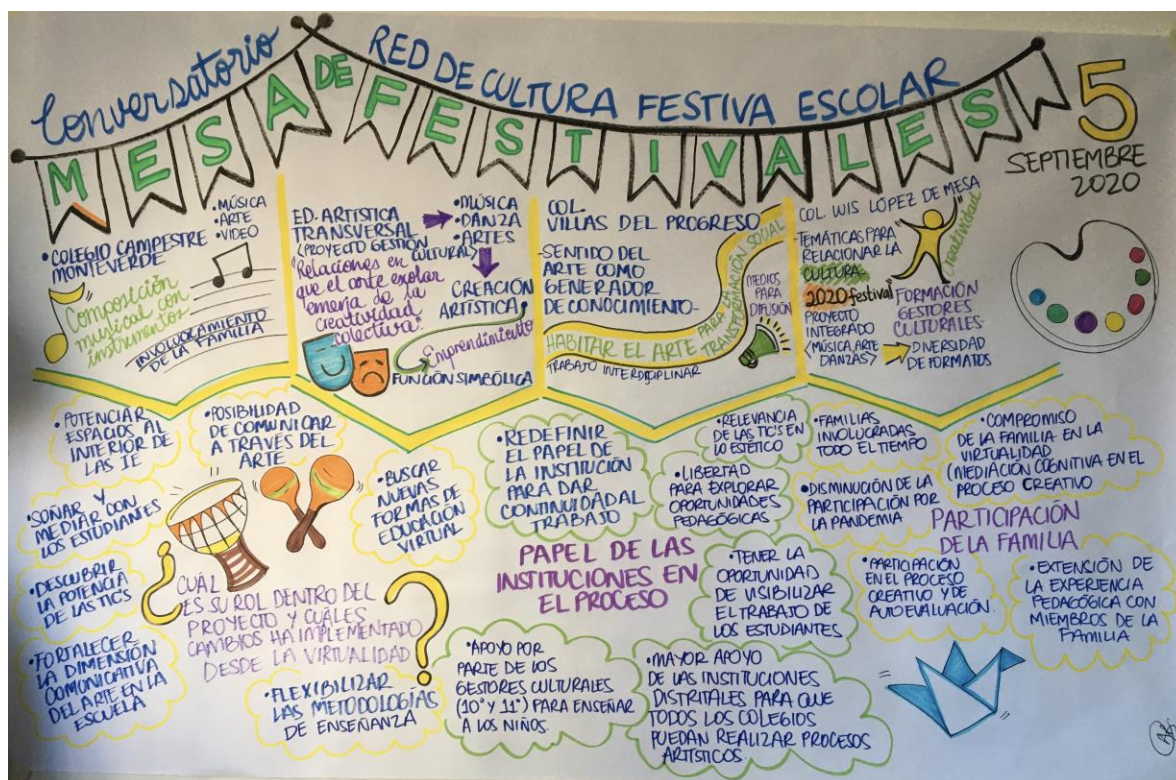 Conversatorio
RED DE CULTURA FESTIVA ESCOLAR
MESA DE FESTIVALES
5
SEPTIEMBRE
2020
•MÚSICA
•ARTE
•VIDEO
•COLEGIO CAMPESTRE
MONTEVERDE
Composición
musical con
instrumentos
INVOLUCRAMIENTO
DE LA FAMILIA
ED. ARTÍSTICA
TRANSVERSAL
<PROYECTO GESTIÓN
CULTURAL>
•MÚSICA
•DANZA
•ARTES
"Relaciones en
que el arte escolar
emerja de la
creatividad
colectiva".
CREACIÓN
ARTÍSTICA
Emprendimiento
FUNCIÓN SIMBÓLICA
COL.
VILLAS DEL PROGRESO
-SENTIDO DEL
ARTE COMO
GENERADOR
DE CONOCIMIENTO-
HABITAR EL ARTE PARA LA TRANSFORMACIÓN SOCIAL
MEDIOS
PARA
DIFUSIÓN
TRABAJO INTERDISCIPLINAR
COL. LUIS LÓPEZ DE MESA
-TEMÁTICAS PARA
RELACIONAR LA
CULTURA
Creatividad
"2020 festival"
PROYECTO
INTEGRADO
<MÚSICA, ARTE
DANZAS>
FORMACIÓN
GESTORES
CULTURALES
DIVERSIDAD
DE FORMATOS
•POTENCIAR
ESPACIOS AL
INTERIOR DE
LAS IE
•POSIBILIDAD
DE COMUNICAR
A TRAVÉS DEL
ARTE
•SOÑAR Y
MEDIAR CON
LOS ESTUDIANTES
•BUSCAR
NUEVAS
FORMAS DE
EDUCACIÓN
VIRTUAL
•DESCUBRIR
LA POTENCIA
DE LAS TIC'S
¿CUÁL
ES SU ROL DENTRO DEL
PROYECTO Y CUÁLES
CAMBIOS HA IMPLEMENTADO
DESDE LA VIRTUALIDAD?
•FORTALECER
LA DIMENSIÓN
COMUNICATIVA
DEL ARTE EN LA
ESCUELA
•FLEXIBILIZAR
LAS METODOLOGÍAS
DE ENSEÑANZA
•REDEFINIR
EL PAPEL DE
LA INSTITUCIÓN
PARA DAR
CONTINUIDAD AL
TRABAJO
•RELEVANCIA
DE LAS TIC'S EN
LO ESTÉTICO
•LIBERTAD
PARA EXPLORAR
OPORTUNIDADES
PEDAGÓGICAS
PAPEL DE LAS
INSTITUCIONES EN
EL PROCESO
•TENER LA
OPORTUNIDAD
DE VISIBILIZAR
EL TRABAJO DE
LOS ESTUDIANTES
•APOYO POR
PARTE DE LOS
GESTORES CULTURALES
(10° y 11°) PARA ENSEÑAR
A LOS NIÑOS.
•MAYOR APOYO
DE LAS INSTITUCIONES
DISTRITALES PARA QUE
TODOS LOS COLEGIOS
PUEDAN REALIZAR PROCESOS
ARTÍSTICOS
•FAMILIAS
INVOLUCRADAS
TODO EL TIEMPO
•COMPROMISO
DE LA FAMILIA EN LA
VIRTUALIDAD
(MEDIACIÓN COGNITIVA EN EL
PROCESO CREATIVO
•DISMINUCIÓN DE LA
PARTICIPACIÓN POR
LA PANDEMIA
PARTICIPACIÓN
DE LA FAMILIA
•PARTICIPACIÓN
EN EL PROCESO
CREATIVO Y DE
AUTOEVALUACIÓN.
•EXTENSIÓN DE
LA EXPERIENCIA
PEDAGÓGICA CON
MIEMBROS DE LA
FAMILIA